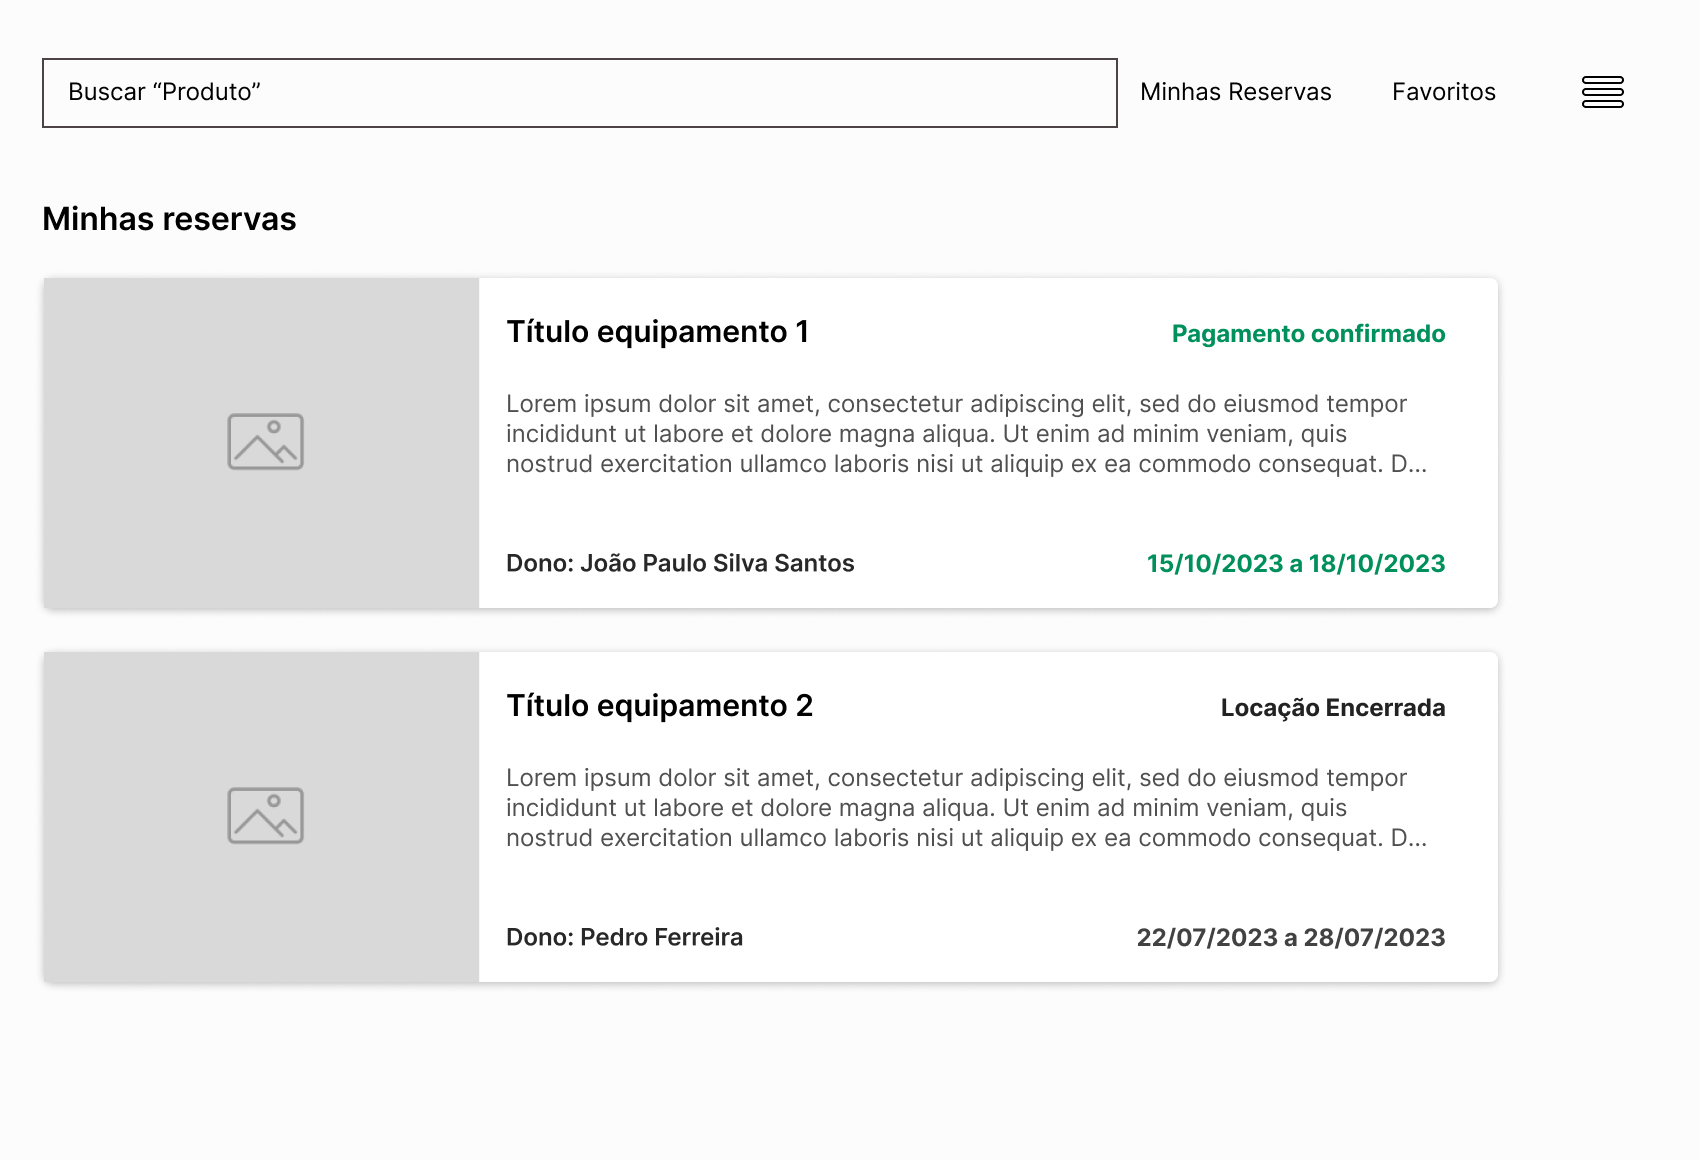 Buscar “Produto”
Minhas Reservas
Favoritos
Minhas reservas
Título equipamento 1
Pagamento confirmado
Lorem ipsum dolor sit amet, consectetur adipiscing elit, sed do eiusmod tempor
incididunt ut labore et dolore magna aliqua. Ut enim ad minim veniam, quis
nostrud exercitation ullamco laboris nisi ut aliquip ex ea commodo consequat. D...
Dono: João Paulo Silva Santos
15/10/2023 a 18/10/2023
Título equipamento 2
Locação Encerrada
Lorem ipsum dolor sit amet, consectetur adipiscing elit, sed do eiusmod tempor
incididunt ut labore et dolore magna aliqua. Ut enim ad minim veniam, quis
nostrud exercitation ullamco laboris nisi ut aliquip ex ea commodo consequat. D...
Dono: Pedro Ferreira
22/07/2023 a 28/07/2023